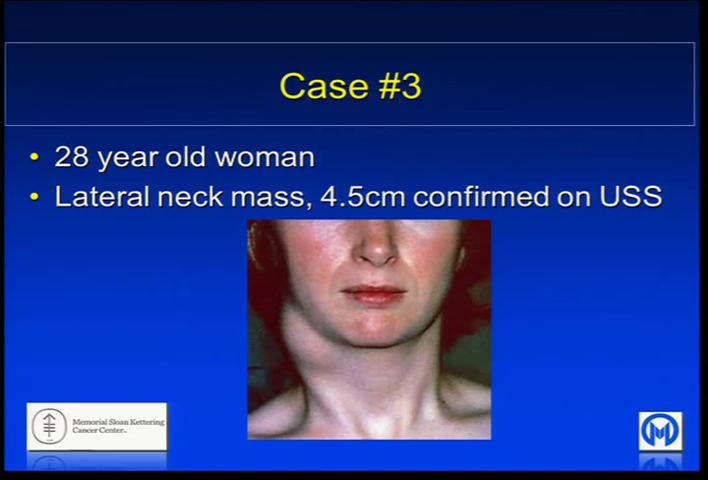 Case #3
• 28 year old woman
• Lateral neck mass, 4.5cm confirmed on USS
Memorial Sloan Kettering
Cancer Center